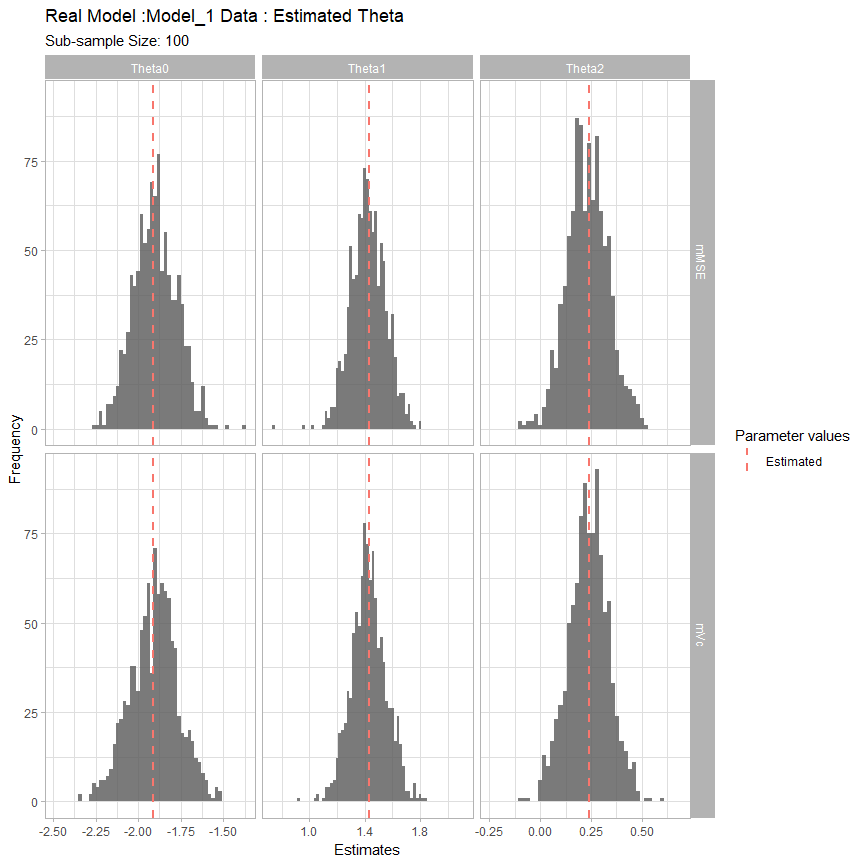 Real Model :Model_1 Data : Estimated Theta
Sub-sample Size: 100
Theta0 Theta1 Theta2
75
50
25
0
mMSE
Frequency
Parameter values
Estimated
75
50
25
0
mVc
-2.50 -2.25 -2.00 -1.75 -1.50 1.0 1.4 1.8 -0.25 0.00 0.25 0.50
Estimates